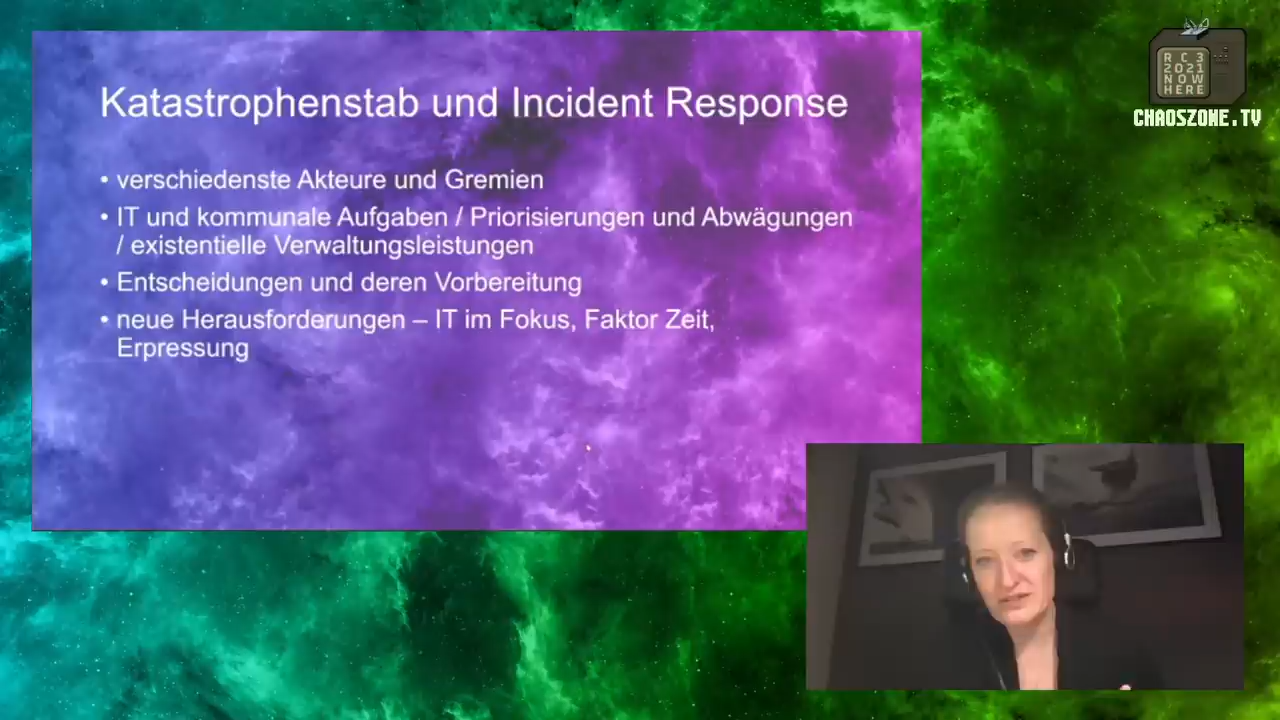 Katastrophenstab und Incident Response
• verschiedenste Akteure und Gremien
• IT und kommunale Aufgaben / Priorisierungen und Abwägungen
/ existentielle Verwaltungsleistungen
• Entscheidungen und deren Vorbereitung
• neue Herausforderungen – IT im Fokus, Faktor Zeit,
Erpressung
RC3
2021
NOW
HERE
CHAOSZONE.TV